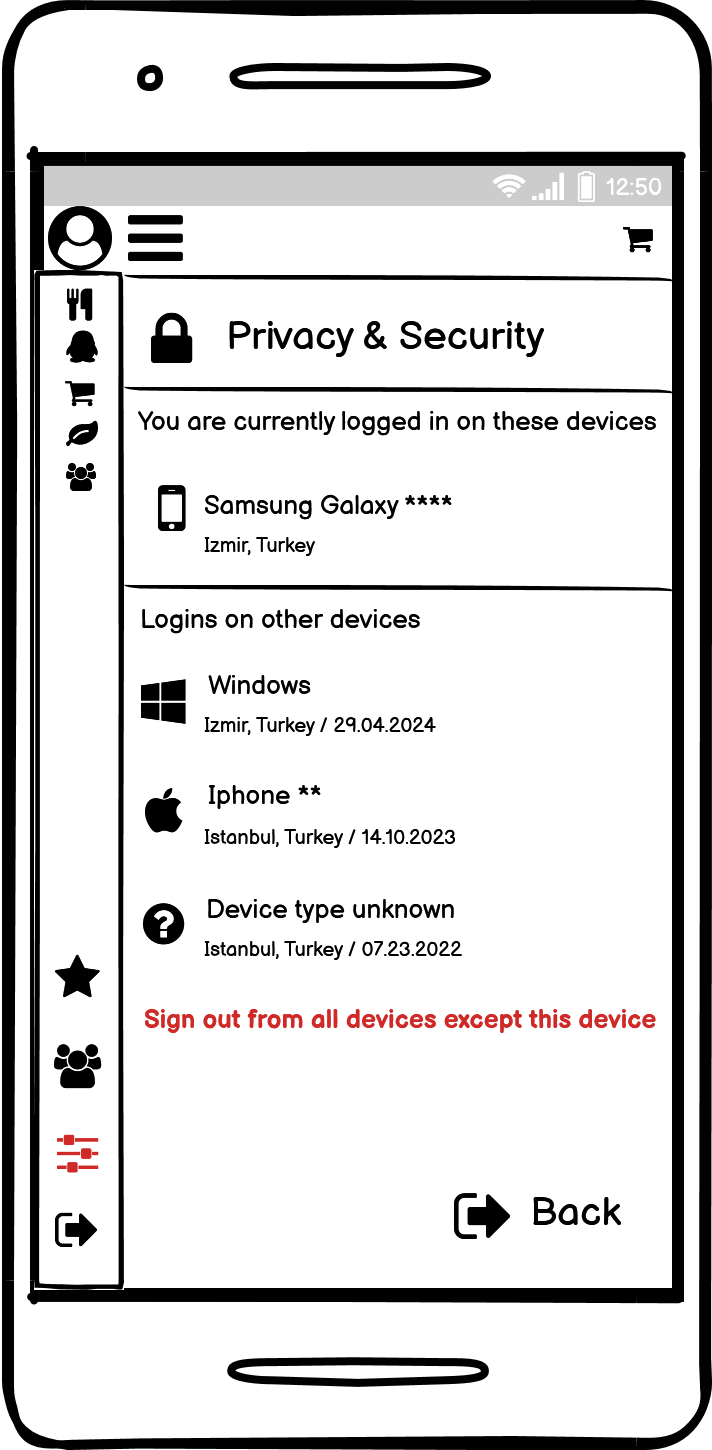 12:50
Privacy & Security
You are currently logged in on these devices
Samsung Galaxy ****
Izmir, Turkey
Logins on other devices
Windows
Izmir, Turkey / 29.04.2024
Iphone **
Istanbul, Turkey / 14.10.2023
Device type unknown
Istanbul, Turkey / 07.23.2022
Sign out from all devices except this device
Back